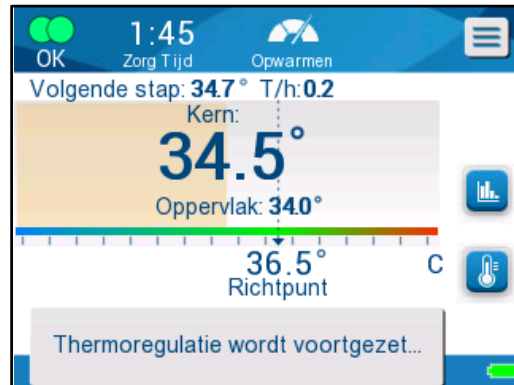 OK
1:45
Zorg Tijd
Opwarmen
Volgende stap: 34.7° T/h:0.2
Kern:
34.5°
Oppervlak: 34.0°
36.5° C
Richtpunt
Thermoregulatie wordt voortgezet...